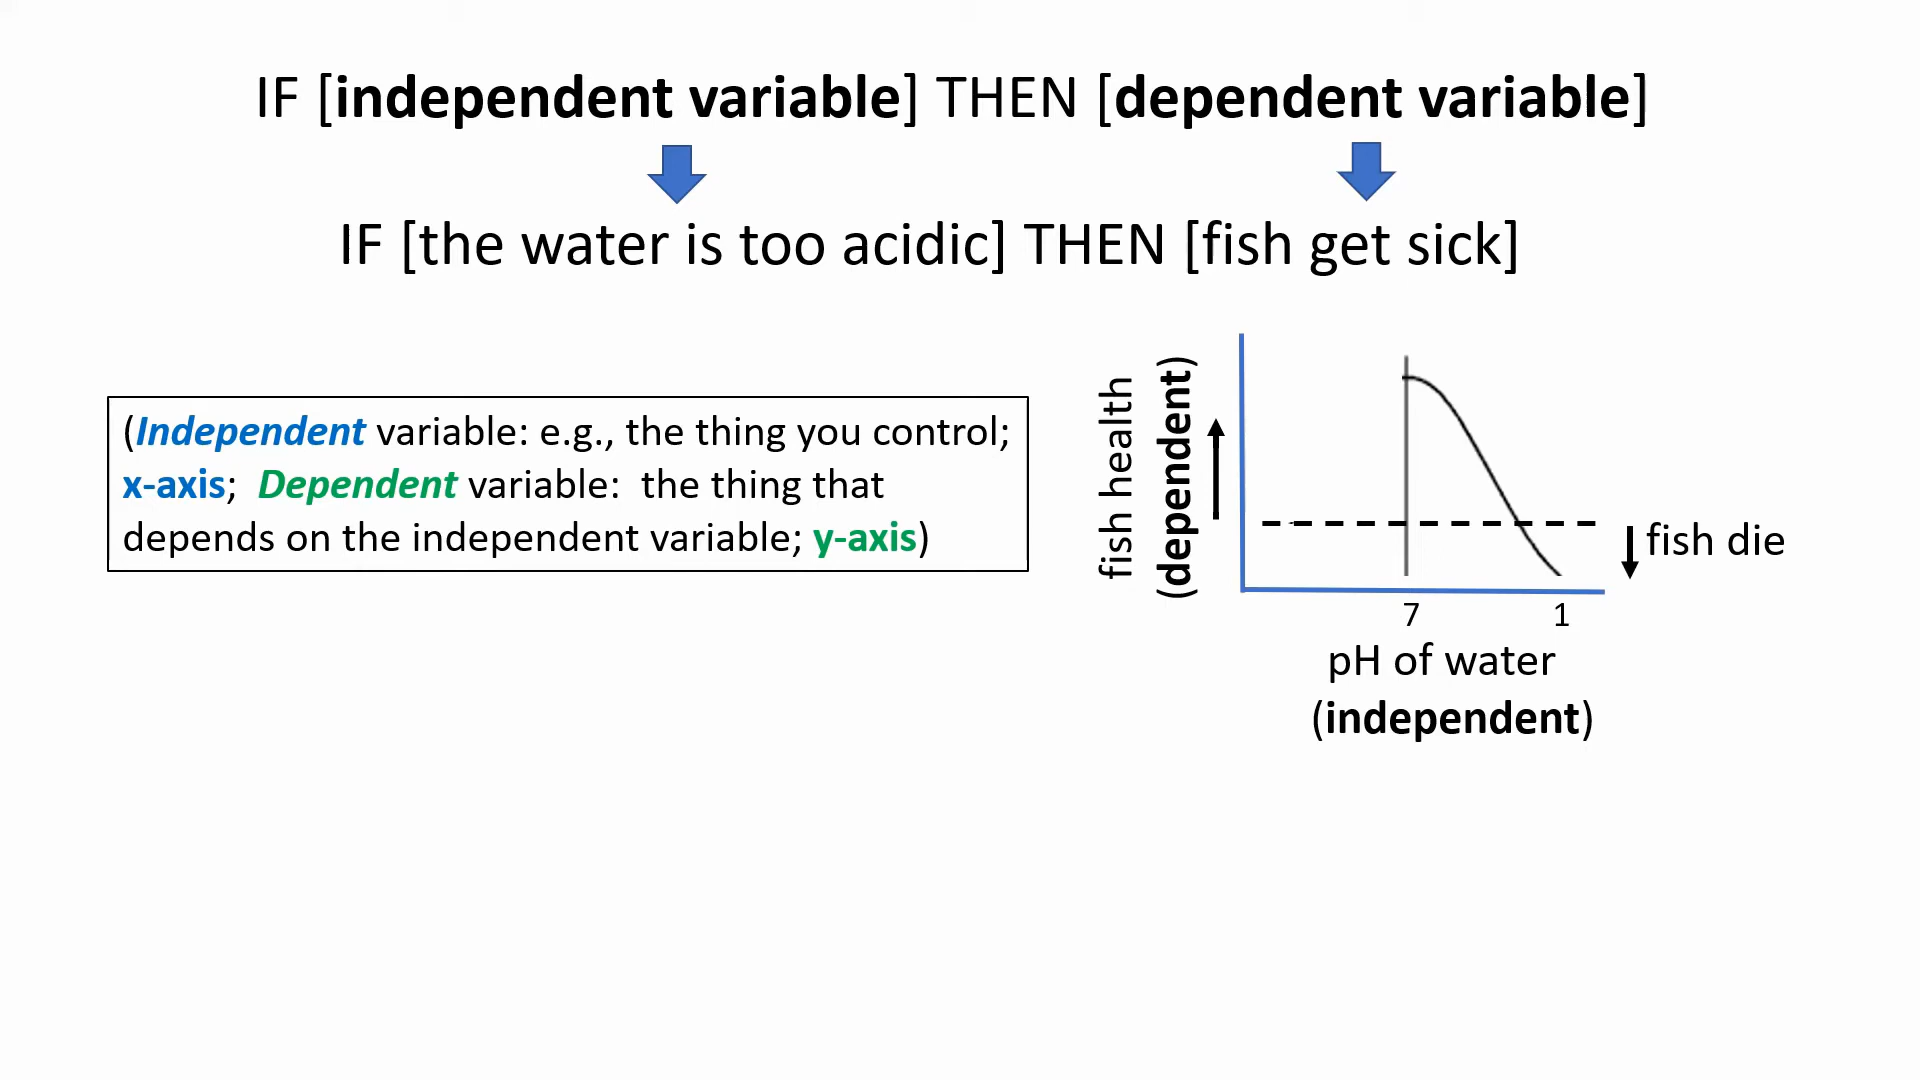 IF [independent variable] THEN [dependent variable]
IF [the water is too acidic] THEN [fish get sick]
(Independent variable: e.g., the thing you control;
x-axis;  Dependent variable:  the thing that
depends on the independent variable; y-axis)
fish health
(dependent)
fish die
7 1
pH of water
(independent)